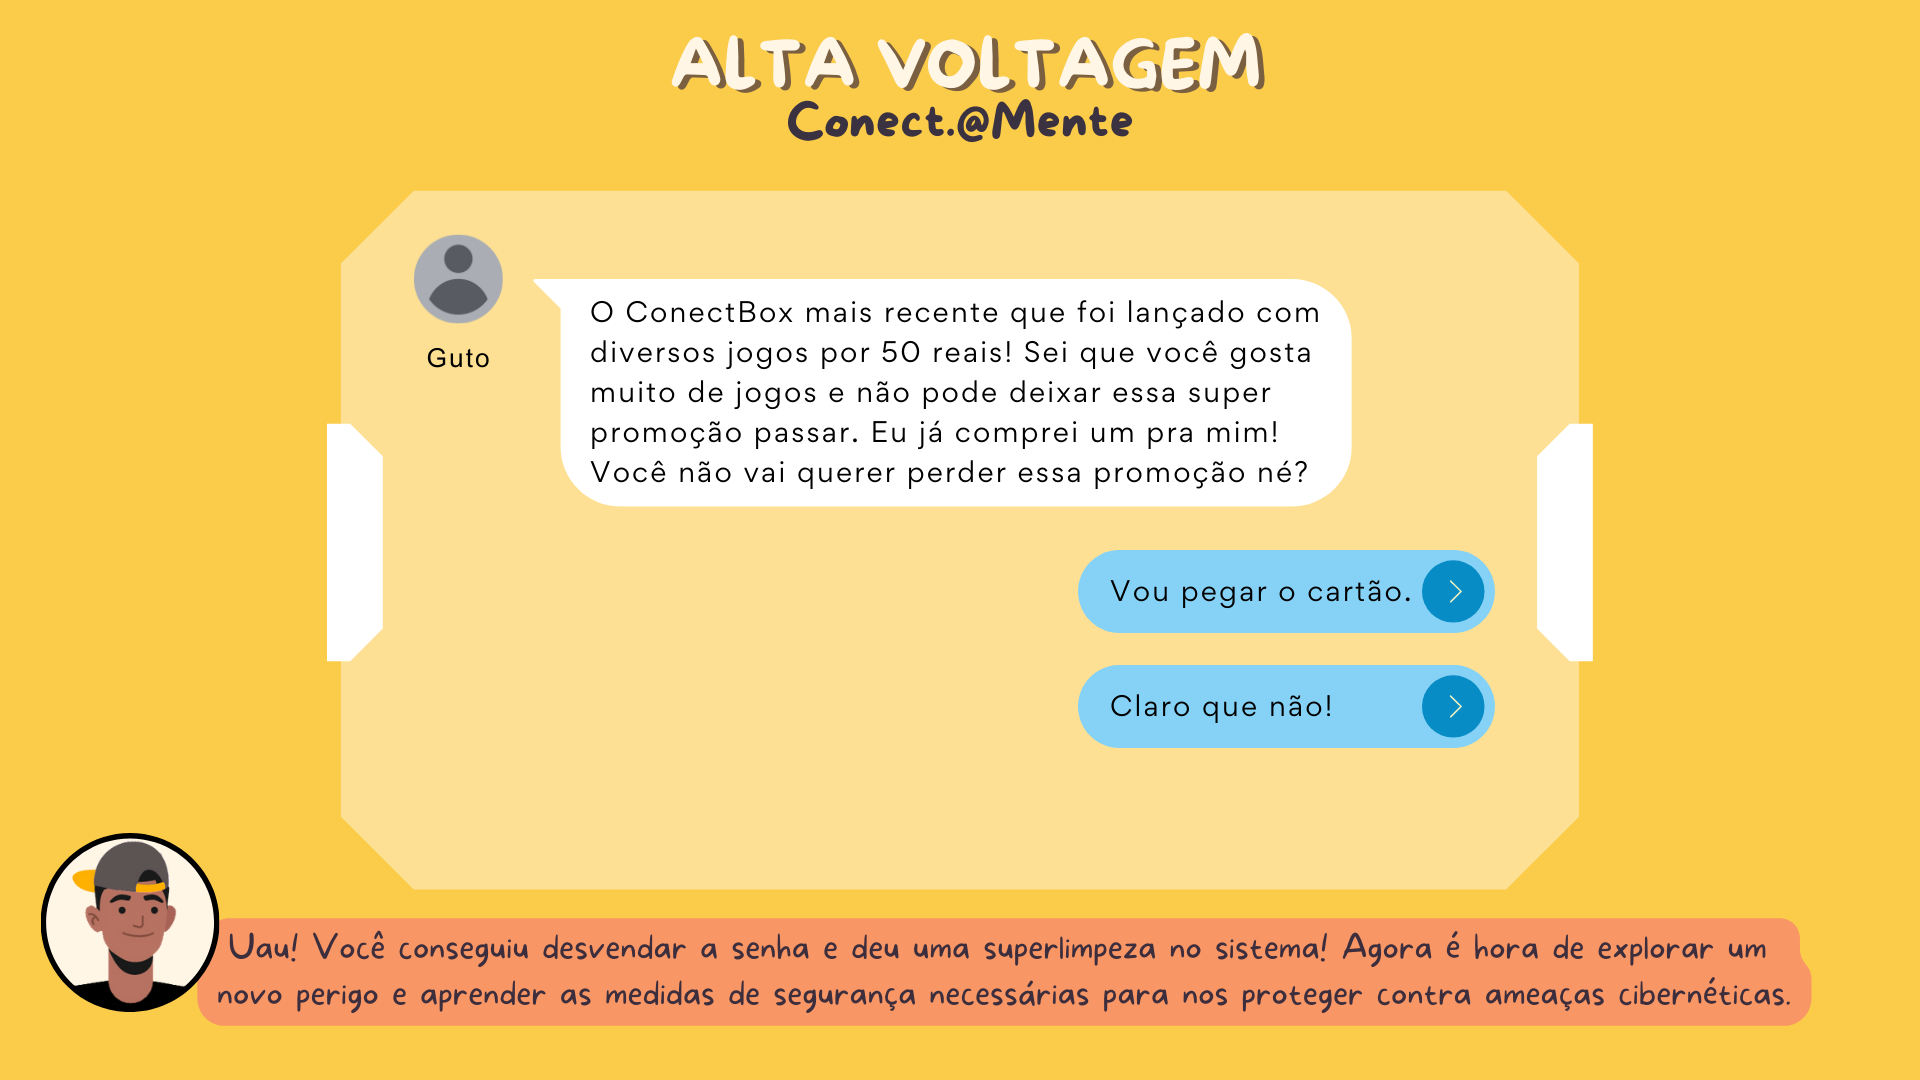 ALTA VOLTAGEM
Conect.@Mente
Guto
O ConectBox mais recente que foi lançado com
diversos jogos por 50 reais! Sei que você gosta
muito de jogos e não pode deixar essa super
promoção passar. Eu já comprei um pra mim!
Você não vai querer perder essa promoção né?
Vou pegar o cartão.
Claro que não!
Uau! Você conseguiu desvendar a senha e deu uma superlimpeza no sistema! Agora é hora de explorar um
novo perigo e aprender as medidas de segurança necessárias para nos proteger contra ameaças cibernéticas.